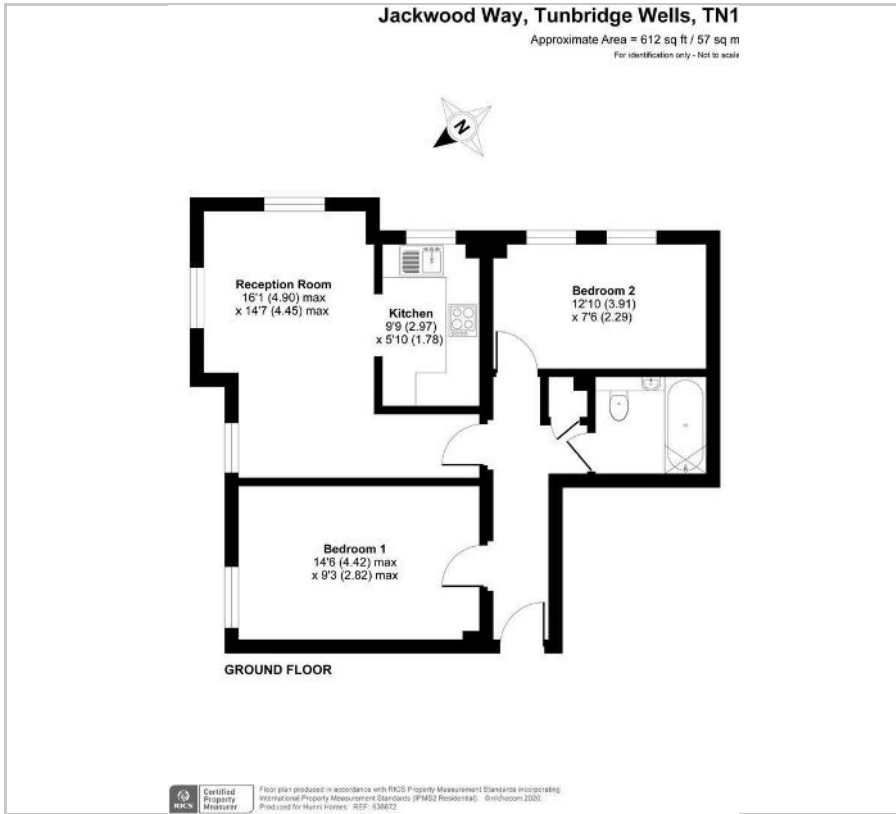 Jackwood Way, Tunbridge Wells, TN1
Approximate Area = 612 sq ft / 57 sq m
For identification only - Not to scale
N
Reception Room
16'1 (4.90) max
x 14'7 (4.45) max
Kitchen
9'9 (2.97)
x 5'10 (1.78)
Bedroom 2
12'10 (3.91)
x 7'6 (2.29)
Bedroom 1
14'6 (4.42) max
x 9'3 (2.82) max
GROUND FLOOR
RICS
Certified
Property
Measurer
Floor plan produced in accordance with RICS Property Measurement Standards incorporating
International Property Measurement Standards (IPMS2 Residential). ©nichecom 2020.
Produced for Hunni Homes. REF: 638672